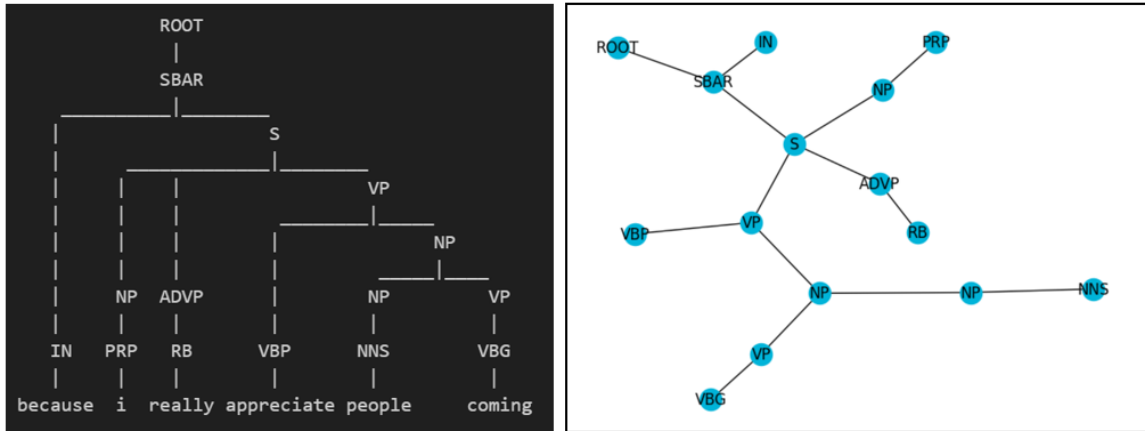 ROOT
SBAR
S
VP
NP
NP ADVP NP VP
IN PRP RB VBP NNS VBG
because i really appreciate people coming
ROOT IN PRP
SBAR NP
S
ADVP
VBP VP RB
NP NP NNS
VP
VBG